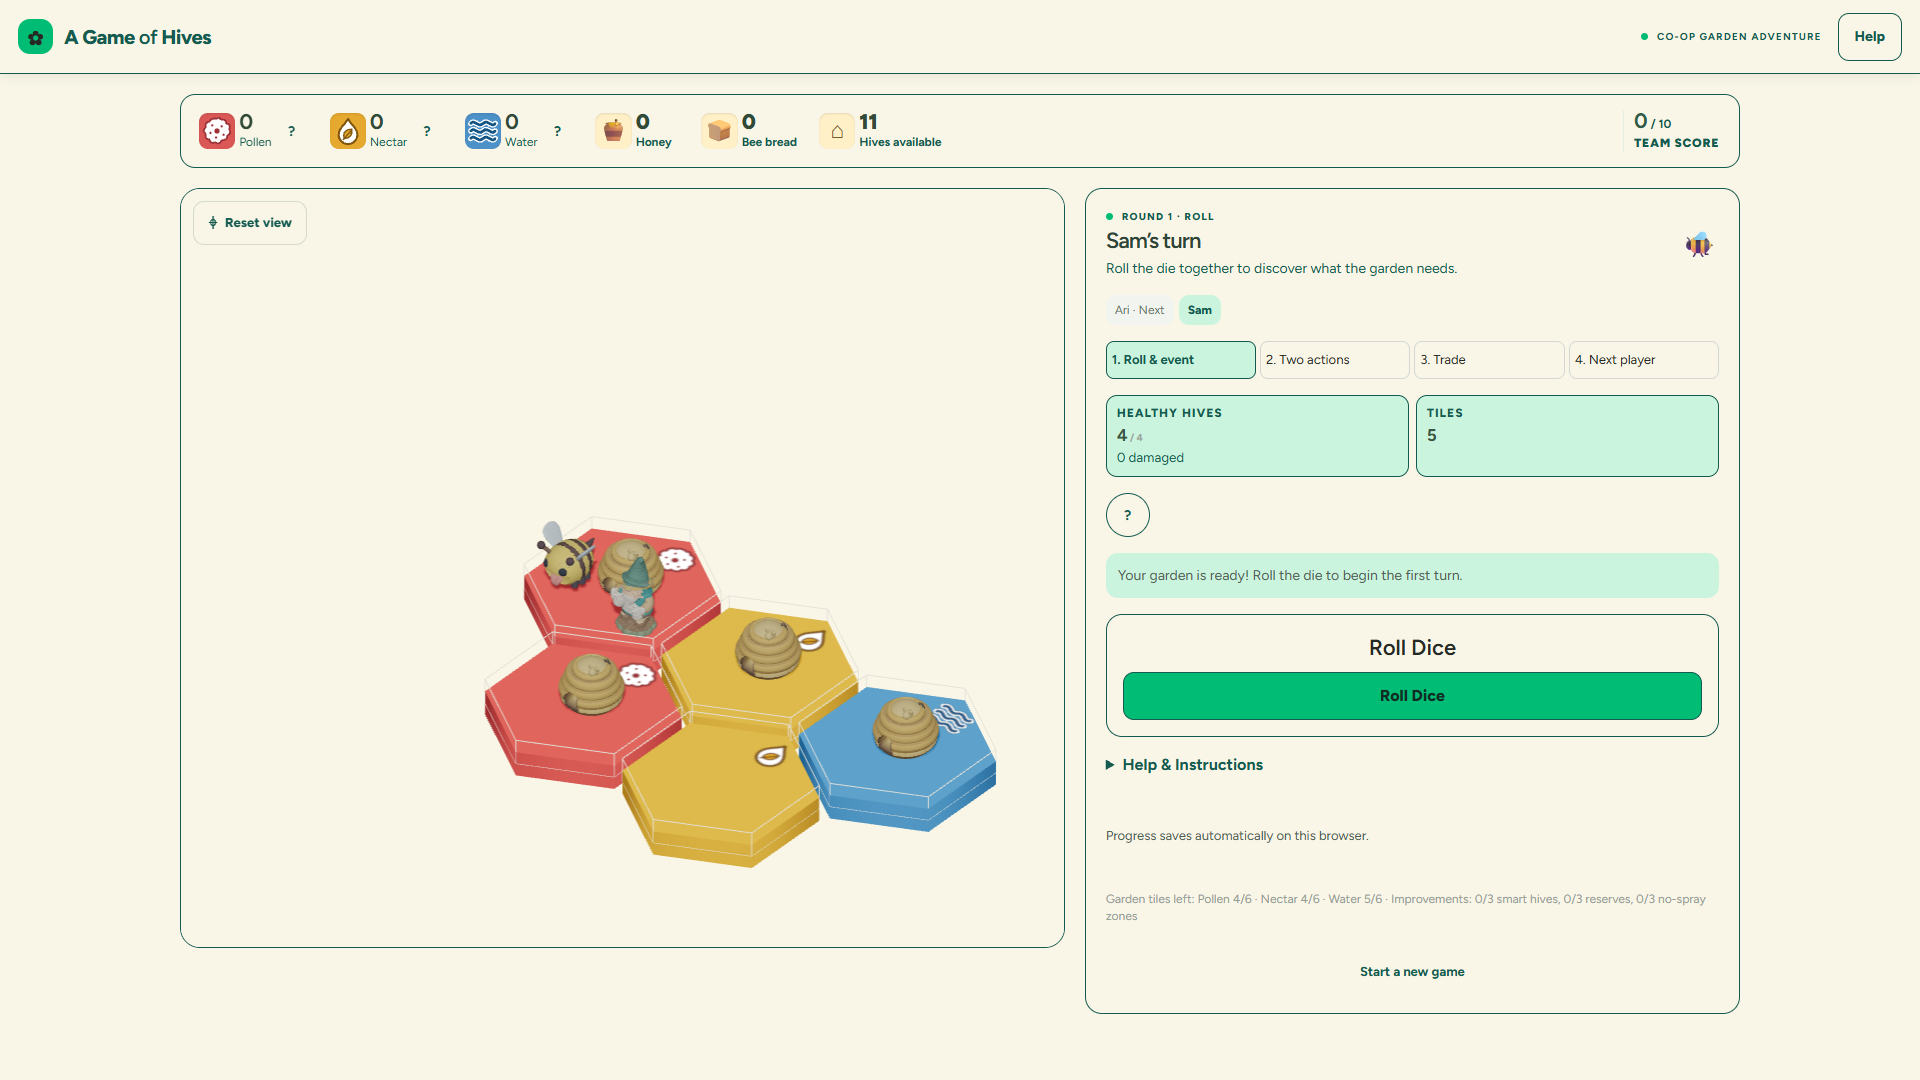 A Game of Hives
CO-OP GARDEN ADVENTURE
Help
0
Pollen
?
0
Nectar
?
0
Water
?
0
Honey
0
Bee bread
11
Hives available
0 / 10
TEAM SCORE
Reset view
ROUND 1 · ROLL
Sam's turn
Roll the die together to discover what the garden needs.
Ari · Next
Sam
1. Roll & event
2. Two actions
3. Trade
4. Next player
HEALTHY HIVES
4 / 4
0 damaged
TILES
5
?
Your garden is ready! Roll the die to begin the first turn.
Roll Dice
Roll Dice
Help & Instructions
Progress saves automatically on this browser.
Garden tiles left: Pollen 4/6 · Nectar 4/6 · Water 5/6 · Improvements: 0/3 smart hives, 0/3 reserves, 0/3 no-spray
zones
Start a new game